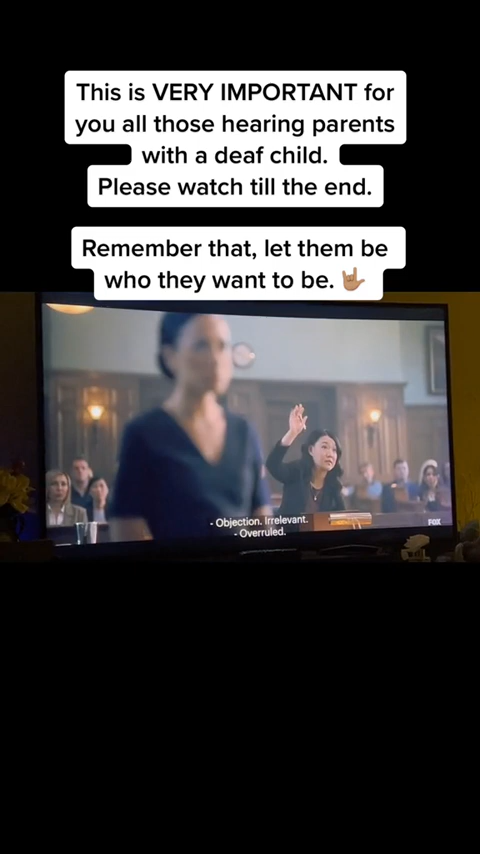 This is VERY IMPORTANT for
you all those hearing parents
with a deaf child.
Please watch till the end.
Remember that, let them be
who they want to be. 🤟🏽
- Objection. Irrelevant.
- Overruled.
FOX